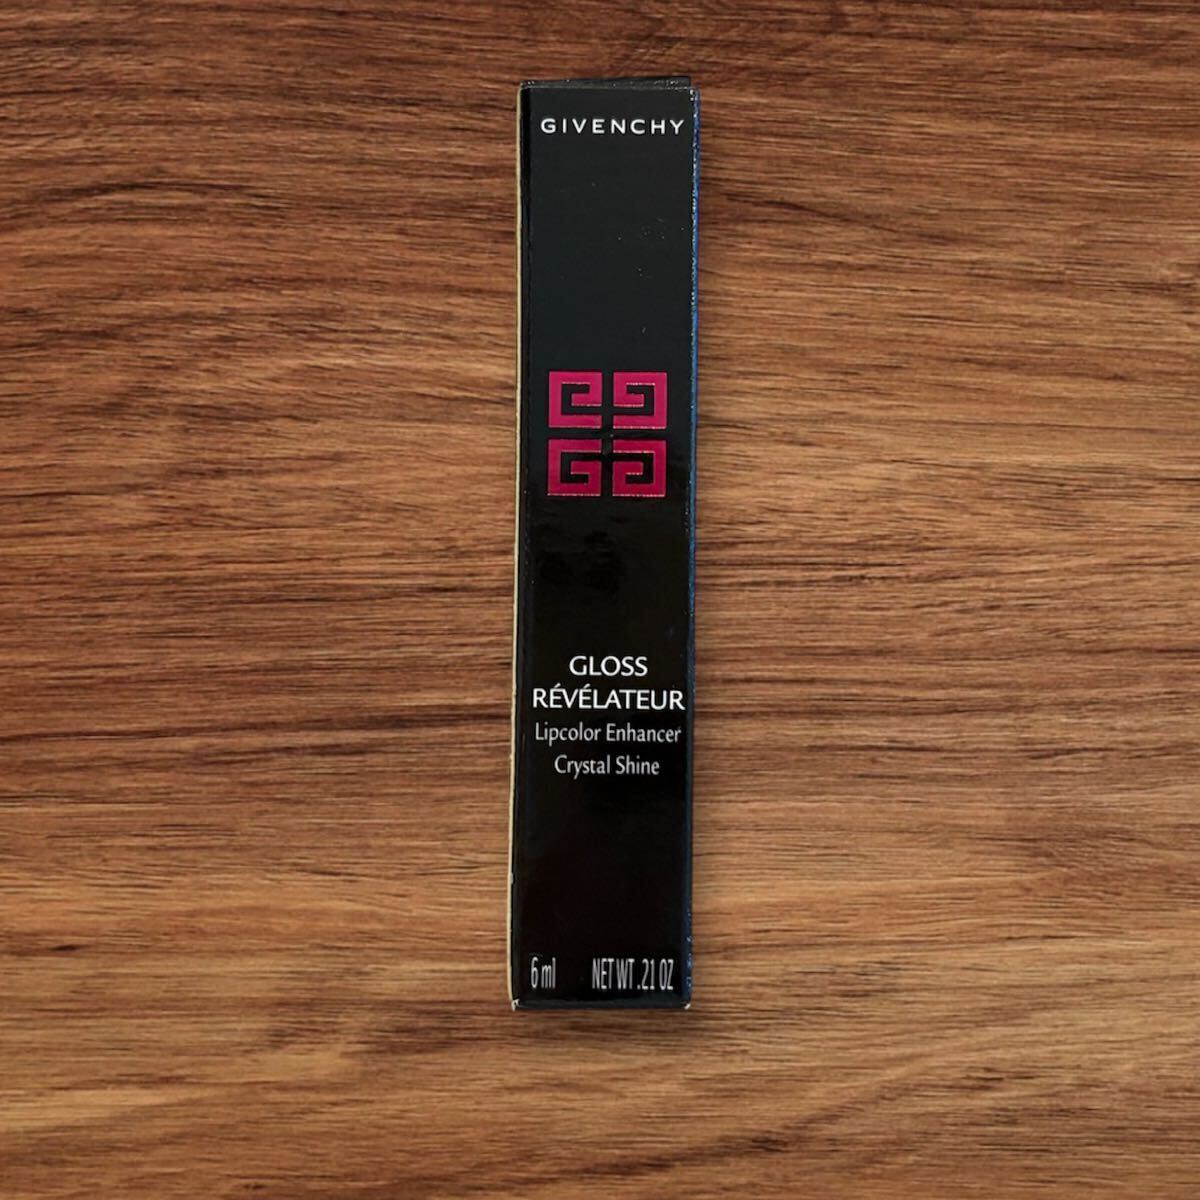 GIVENCHY
GLOSS
RÉVÉLATEUR
Lipcolor Enhancer
Crystal Shine
6 ml NET WT .21 OZ